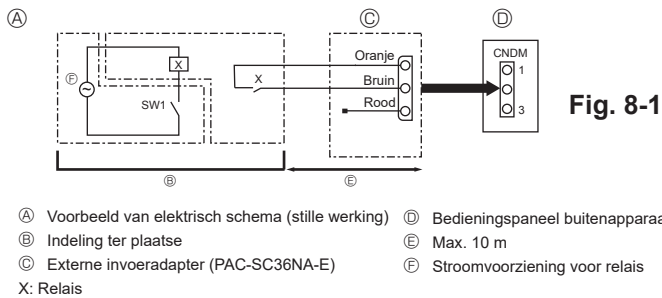 Ⓐ Ⓒ Ⓓ
Oranje
CNDM
Ⓕ X X Bruin 1
SW1 Rood 3
Fig. 8-1
Ⓑ Ⓔ
Ⓐ Voorbeeld van elektrisch schema (stille werking)
Ⓑ Indeling ter plaatse
Ⓒ Externe invoeradapter (PAC-SC36NA-E)
X: Relais
Ⓓ Bedieningspaneel buitenappara
Ⓔ Max. 10 m
Ⓕ Stroomvoorziening voor relais